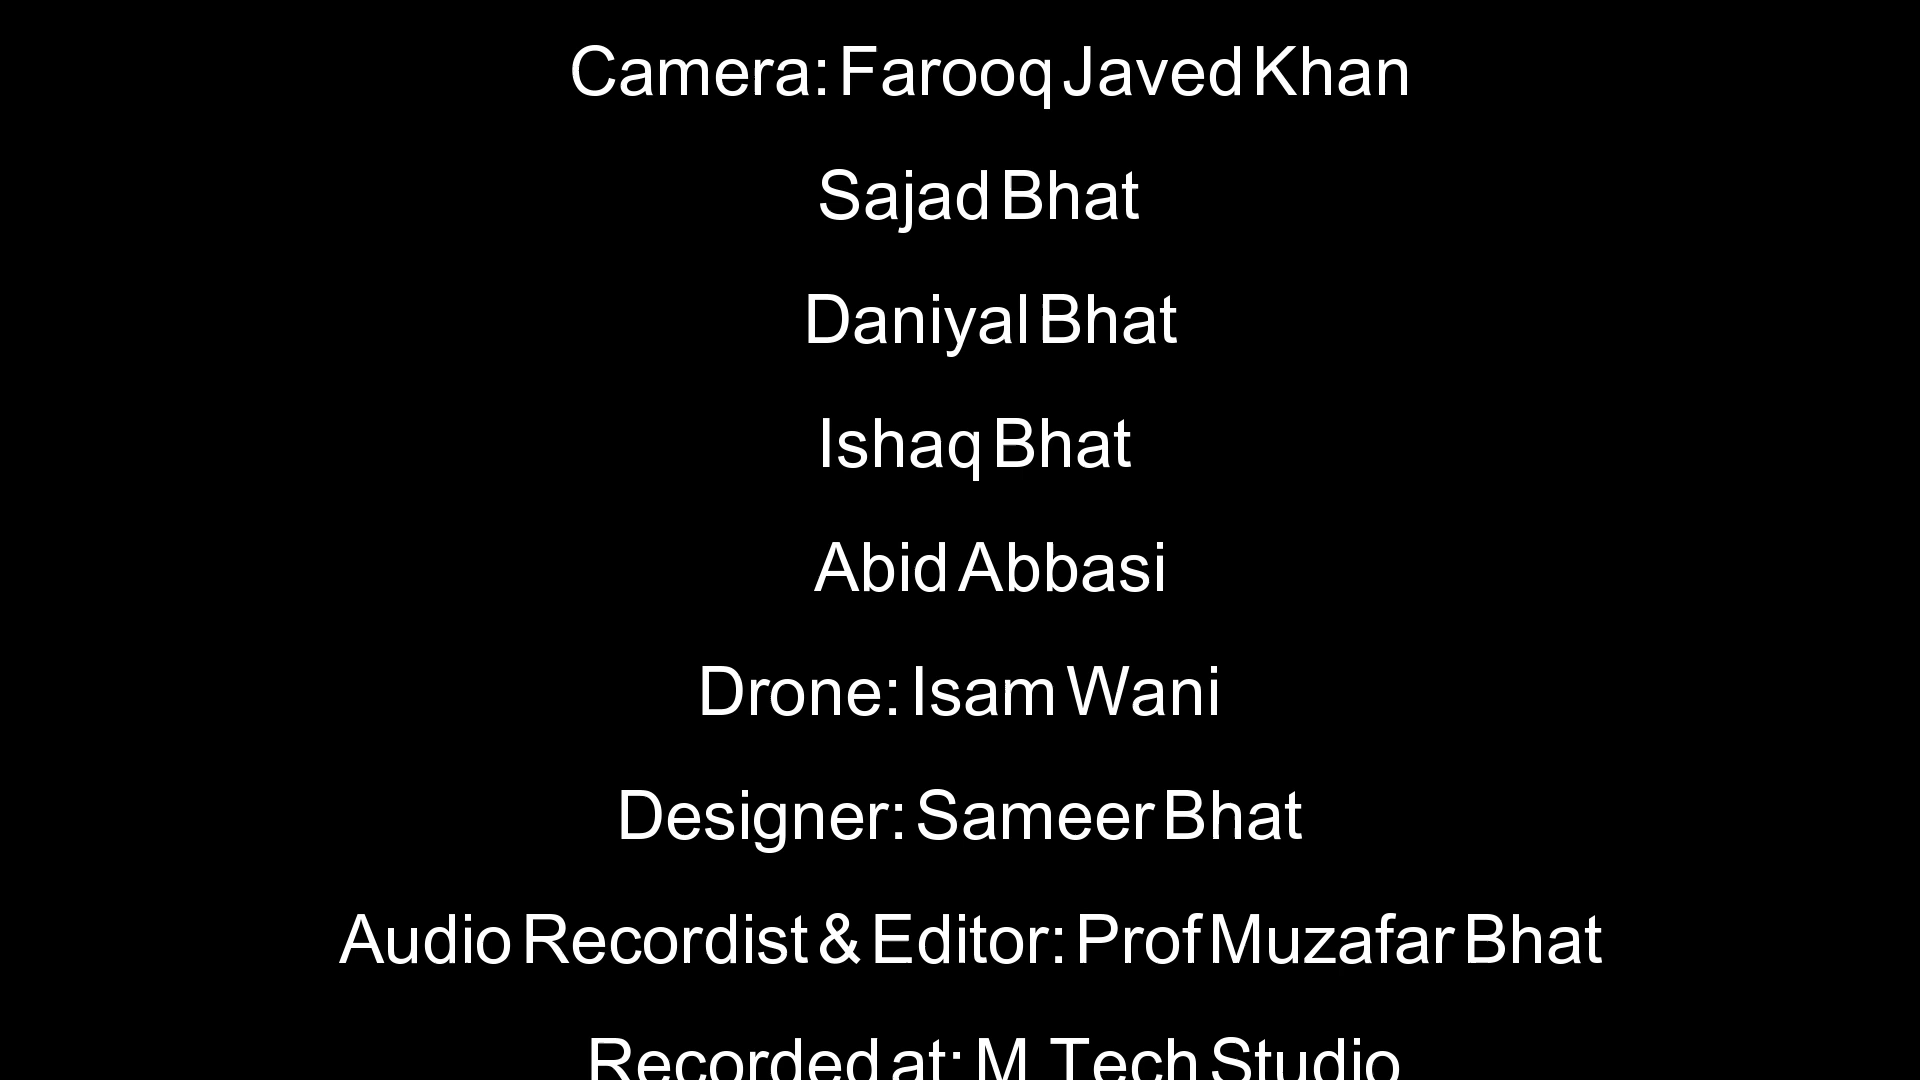 Camera: Farooq Javed Khan
Sajad Bhat
Daniyal Bhat
Ishaq Bhat
Abid Abbasi
Drone: Isam Wani
Designer: Sameer Bhat
Audio Recordist & Editor: Prof Muzafar Bhat
Recorded at: M Tech Studio